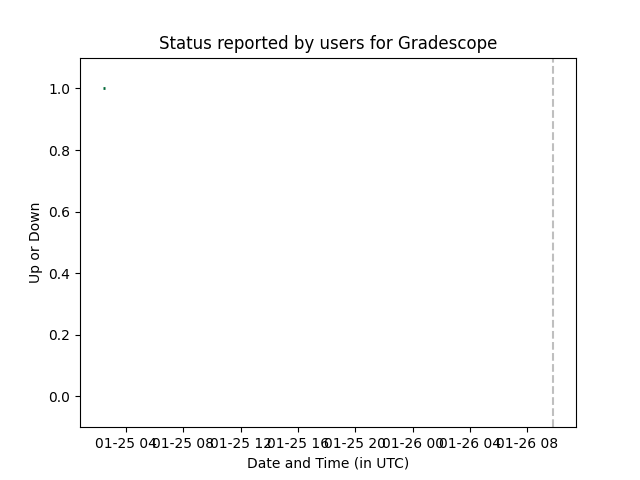 Status reported by users for Gradescope
Up or Down
1.0
0.8
0.6
0.4
0.2
0.0
01-25 04 01-25 08 01-25 12 01-25 16 01-25 20 01-26 00 01-26 04 01-26 08
Date and Time (in UTC)